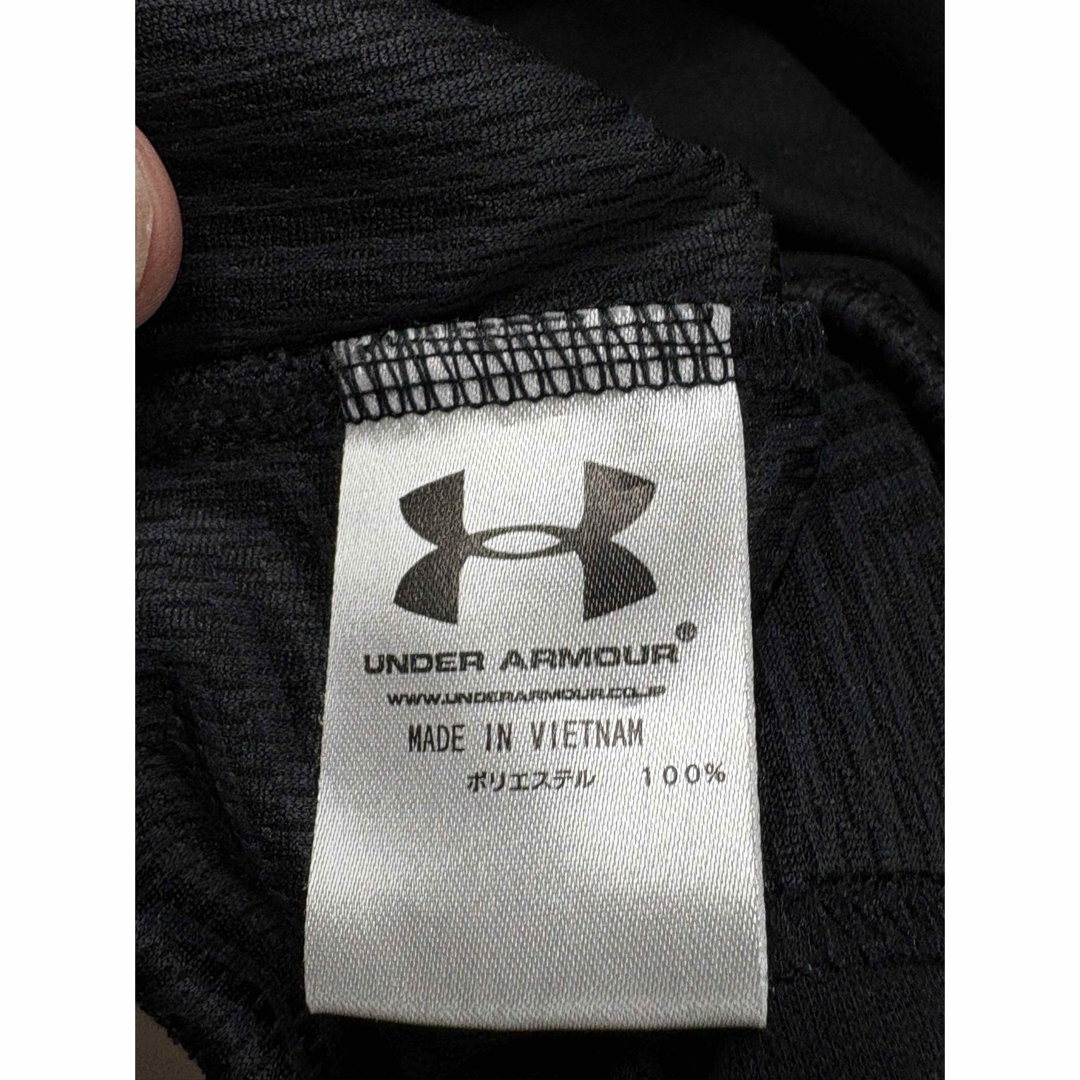 UNDER ARMOUR®
WWW.UNDERARMOUR.CO.JP
MADE IN VIETNAM
ポリエステル 100%